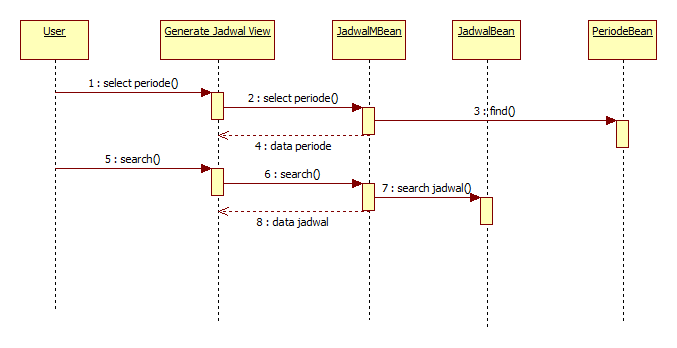 User
Generate Jadwal View
JadwalMBean
JadwalBean
PeriodeBean
1 : select periode()
2 : select periode()
3 : find()
4 : data periode
5 : search()
6 : search()
7 : search jadwal()
8 : data jadwal